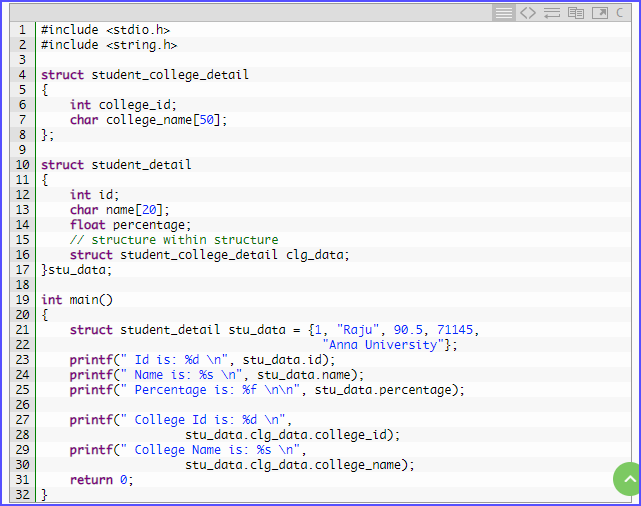 C
1 #include <stdio.h>
2 #include <string.h>
3
4 struct student_college_detail
5 {
6     int college_id;
7     char college_name[50];
8 };
9
10 struct student_detail
11 {
12     int id;
13     char name[20];
14     float percentage;
15     // structure within structure
16     struct student_college_detail clg_data;
17 }stu_data;
18
19 int main()
20 {
21     struct student_detail stu_data = {1, "Raju", 90.5, 71145,
22                                        "Anna University"};
23     printf(" Id is: %d \n", stu_data.id);
24     printf(" Name is: %s \n", stu_data.name);
25     printf(" Percentage is: %f \n\n", stu_data.percentage);
26
27     printf(" College Id is: %d \n",
28                     stu_data.clg_data.college_id);
29     printf(" College Name is: %s \n",
30                     stu_data.clg_data.college_name);
31     return 0;
32 }